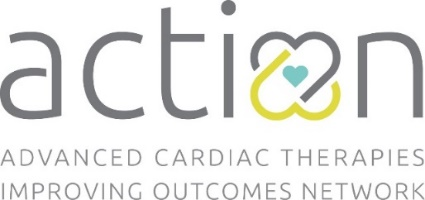 action
ADVANCED CARDIAC THERAPIES
IMPROVING OUTCOMES NETWORK